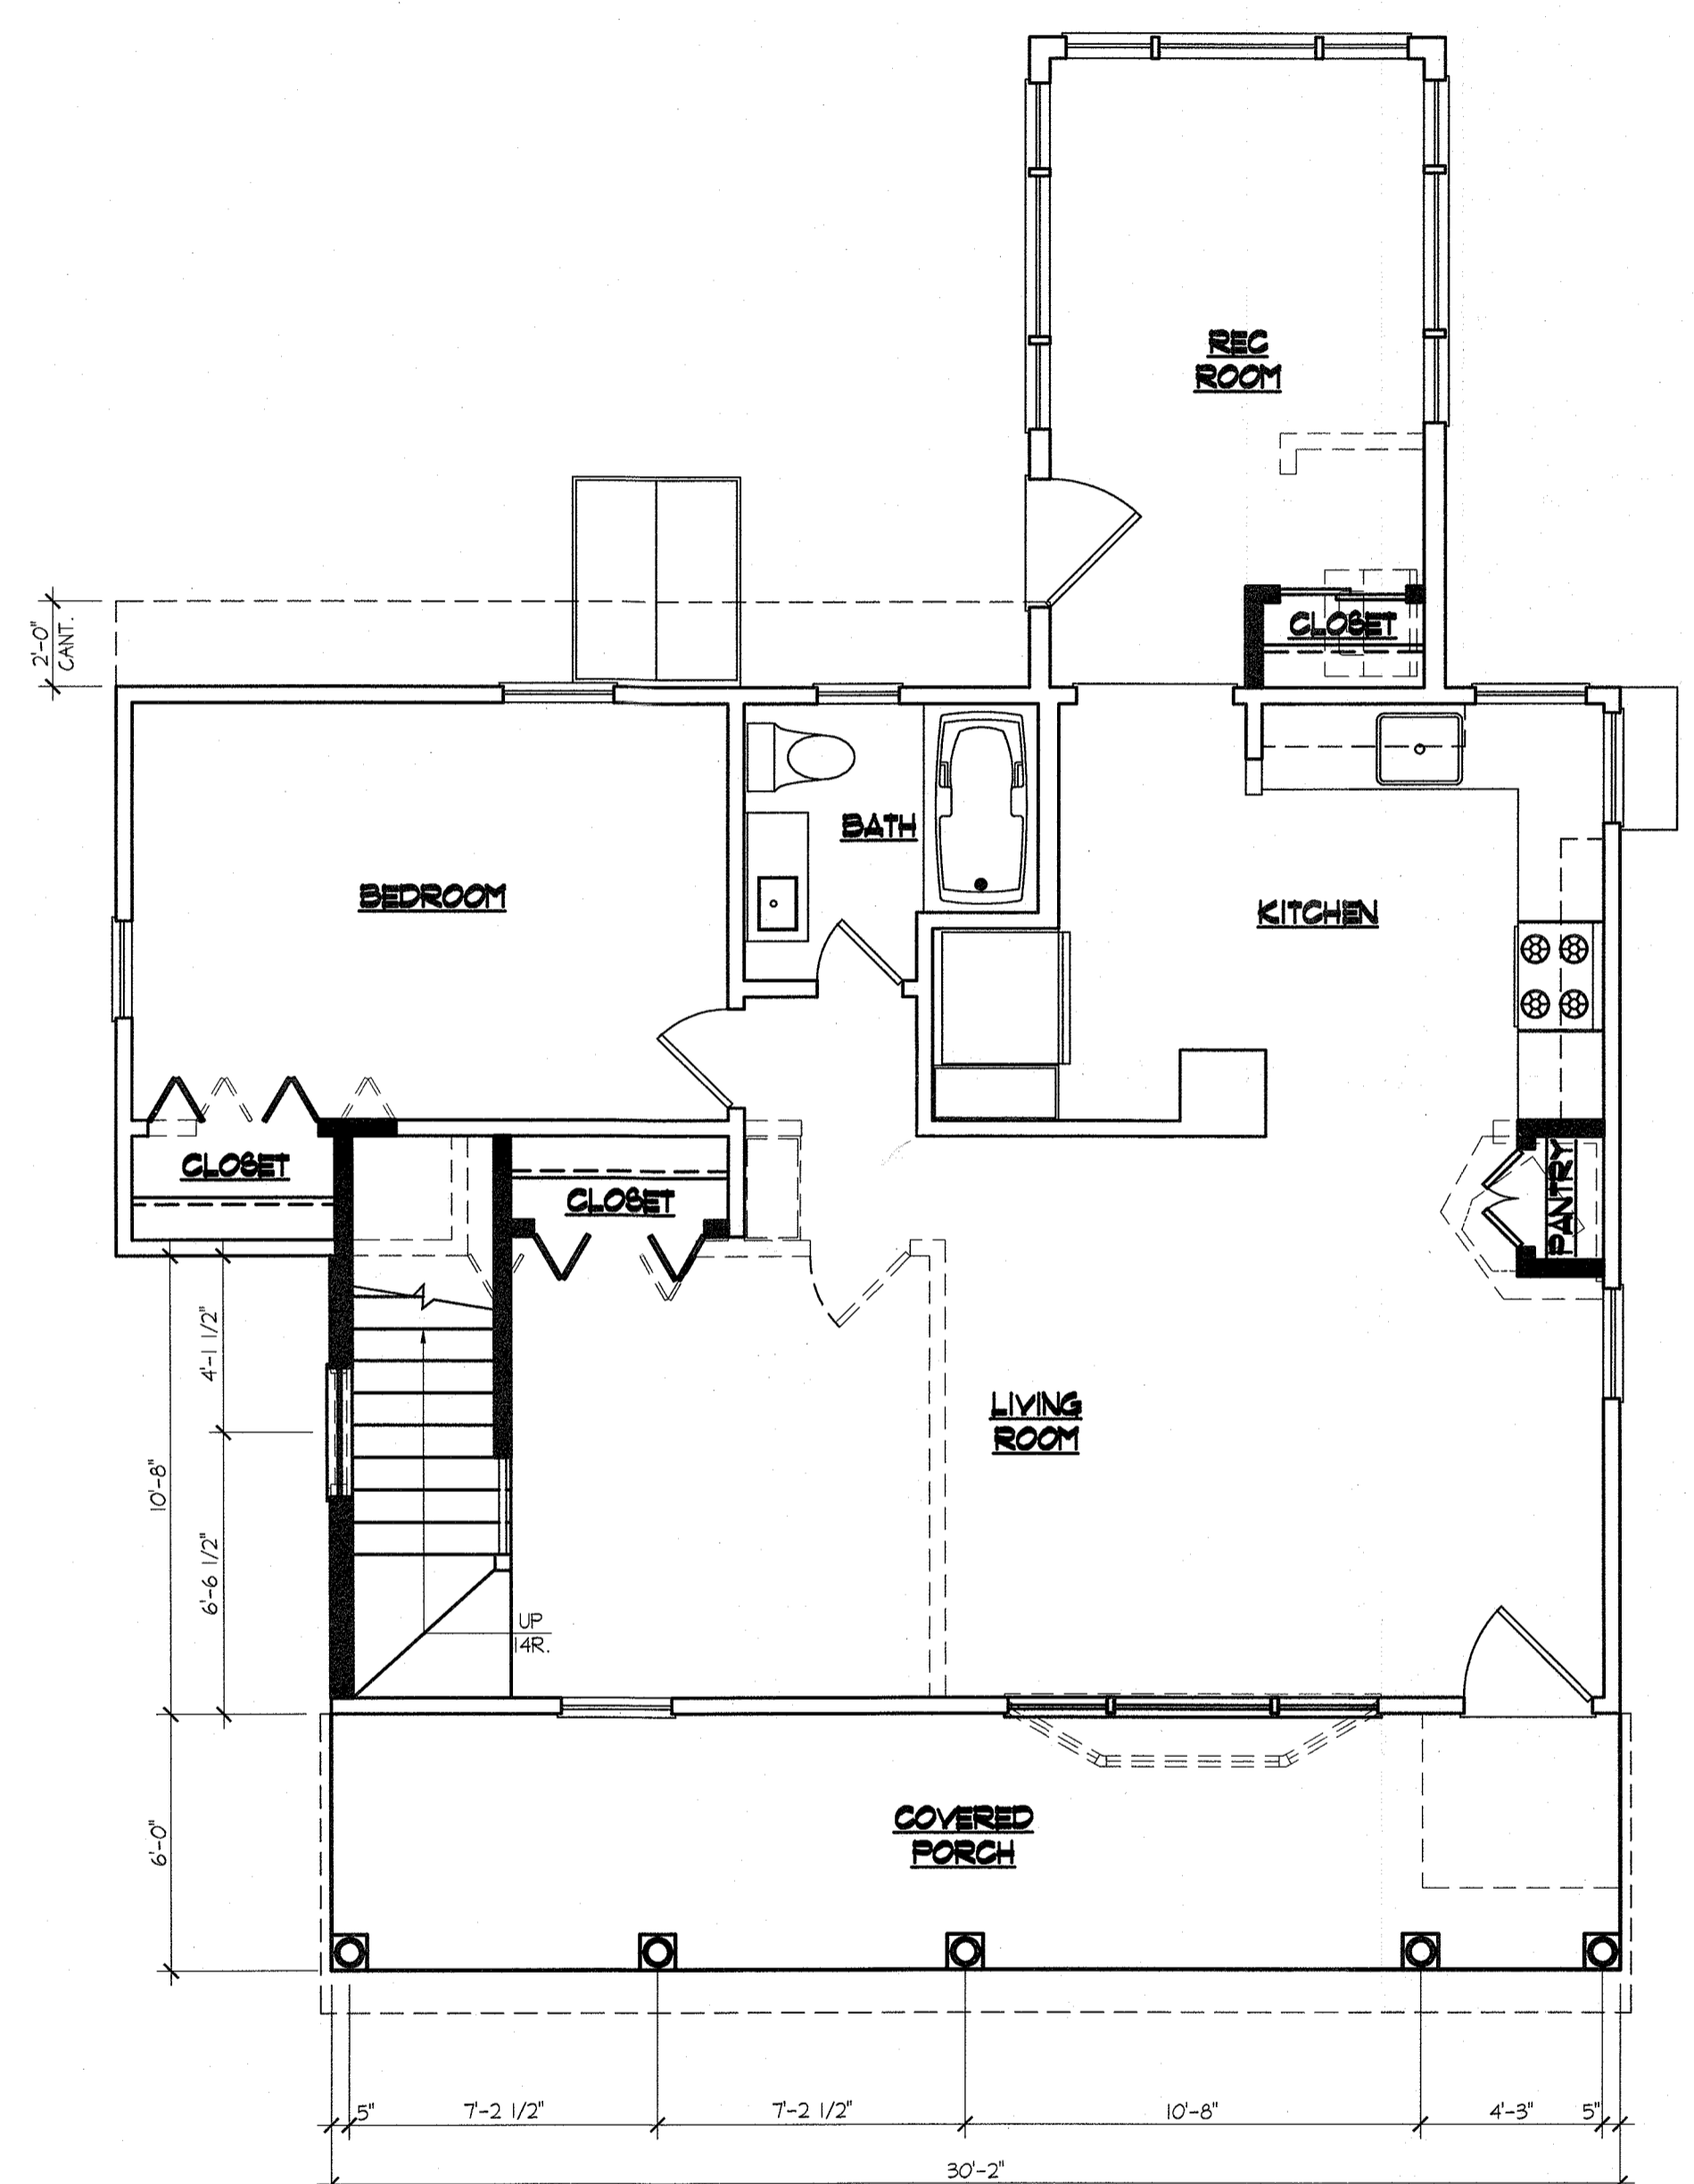 REC
ROOM
2'-0"
CANT.
CLOSET
BATH
BEDROOM
KITCHEN
CLOSET
CLOSET
PANTRY
4'-1 1/2"
10'-8"
6'-6 1/2"
LIVING
ROOM
UP
14R.
6'-0"
COVERED
PORCH
5" 7'-2 1/2" 7'-2 1/2" 10'-8" 4'-3" 5"
30'-2"